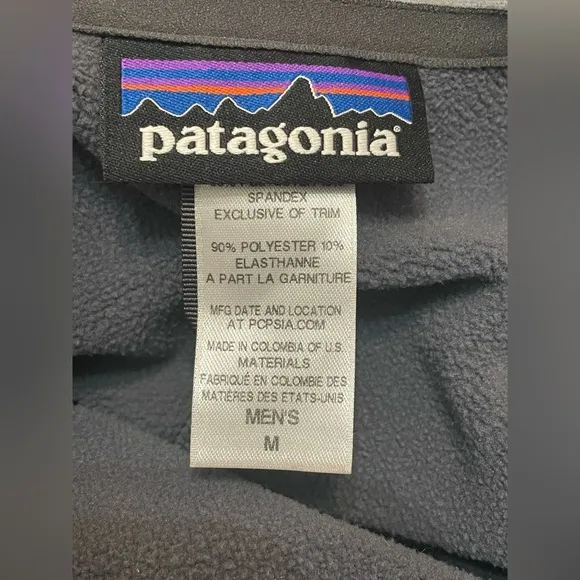 patagonia®
SPANDEX
EXCLUSIVE OF TRIM
90% POLYESTER 10%
ELASTHANNE
A PART LA GARNITURE
MFG DATE AND LOCATION
AT PCPSIA.COM
MADE IN COLOMBIA OF U.S.
MATERIALS
FABRIQUÉ EN COLOMBIE DES
MATIÈRES DES ETATS-UNIS
MEN'S
M